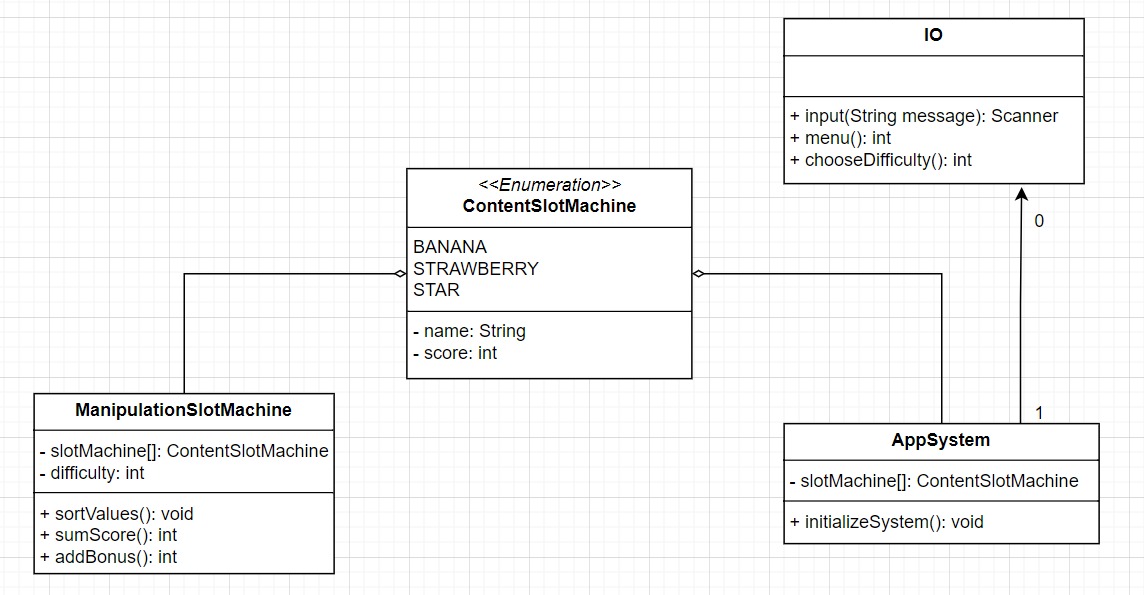 IO
+ input(String message): Scanner
+ menu(): int
+ chooseDifficulty(): int
0
<<Enumeration>>
ContentSlotMachine
BANANA
STRAWBERRY
STAR
- name: String
- score: int
ManipulationSlotMachine
- slotMachine[]: ContentSlotMachine
- difficulty: int
+ sortValues(): void
+ sumScore(): int
+ addBonus(): int
1
AppSystem
- slotMachine[]: ContentSlotMachine
+ initializeSystem(): void